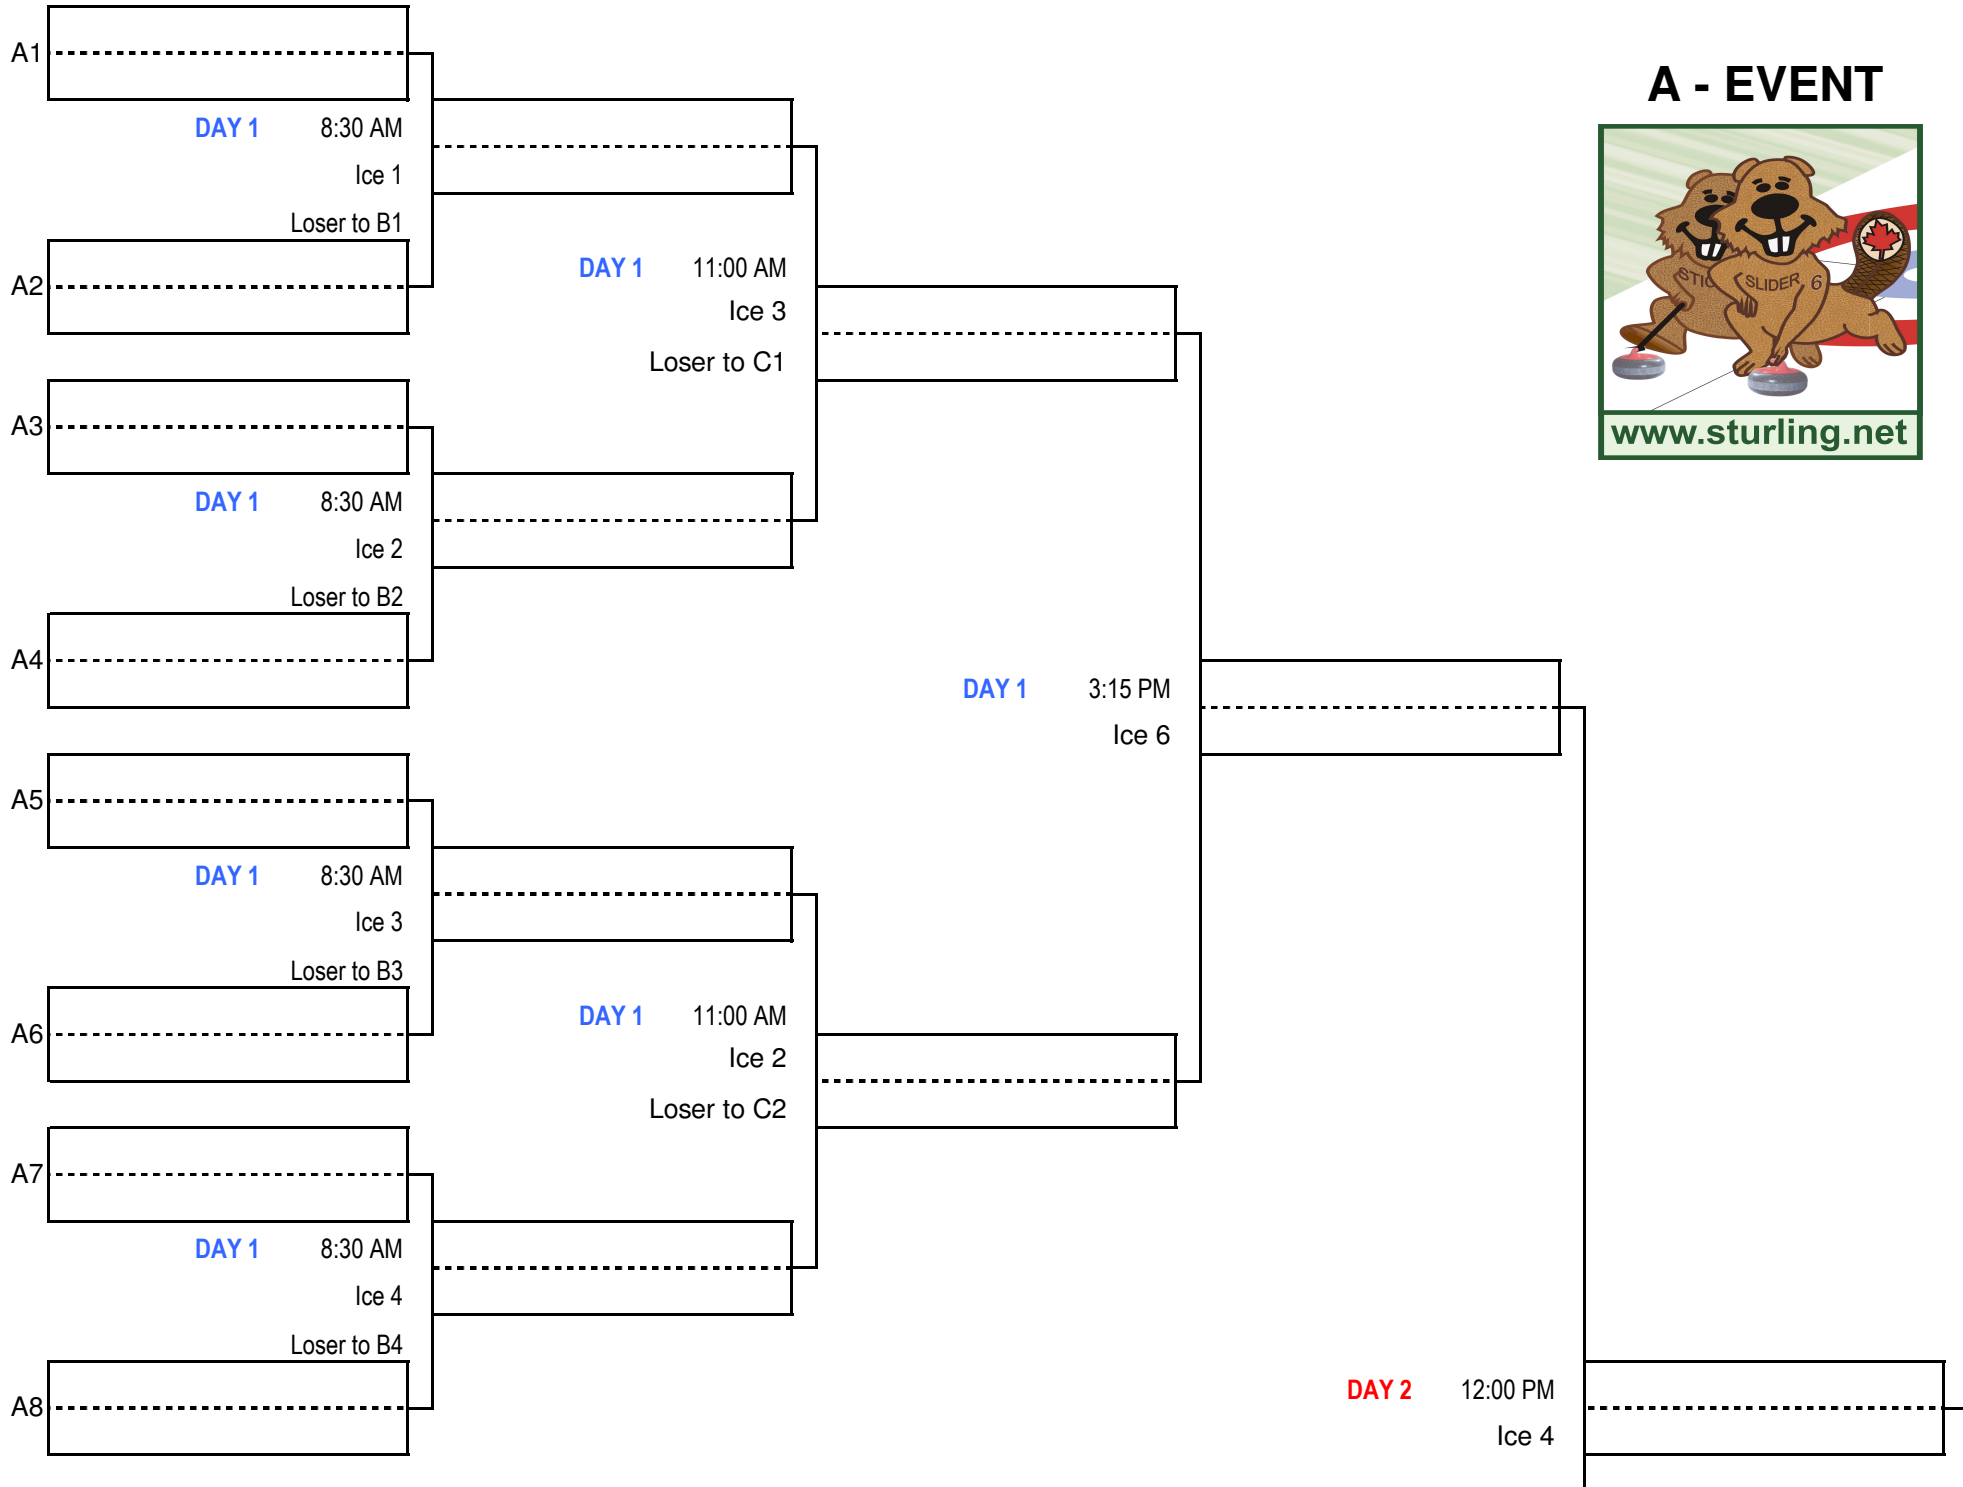 A - EVENT
STIC
SLIDER 6
www.sturling.net
A1
DAY 1 8:30 AM
Ice 1
Loser to B1
A2
DAY 1 11:00 AM
Ice 3
Loser to C1
A3
DAY 1 8:30 AM
Ice 2
Loser to B2
A4
DAY 1 3:15 PM
Ice 6
A5
DAY 1 8:30 AM
Ice 3
Loser to B3
A6
DAY 1 11:00 AM
Ice 2
Loser to C2
A7
DAY 1 8:30 AM
Ice 4
Loser to B4
A8
DAY 2 12:00 PM
Ice 4